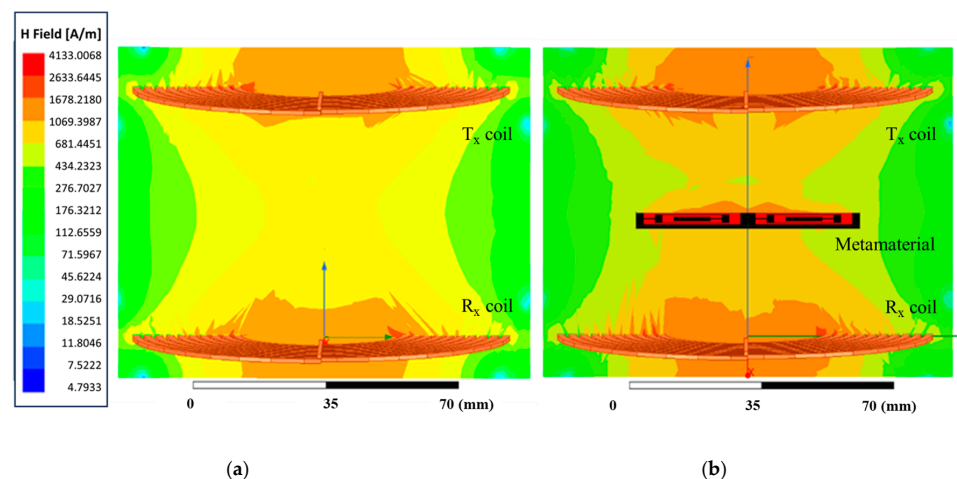 H Field [A/m]
4133.0068
2633.6445
1678.2180
1069.3987
681.4451
434.2323
276.7027
176.3212
112.6559
71.5967
45.6224
29.0716
18.5251
11.8046
7.5222
4.7933
Tx coil
Rx coil
0 35 70 (mm)
(a)
Tx coil
Metamaterial
Rx coil
X
0 35 70 (mm)
(b)